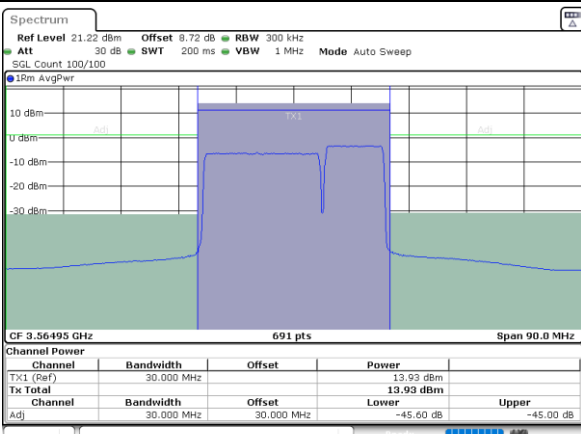 Spectrum
Ref Level 21.22 dBm Offset 8.72 dB RBW 300 kHz
Att 30 dB SWT 200 ms VBW 1 MHz Mode Auto Sweep
SGL Count 100/100
1Rm AvgPwr
10 dBm
TX1
Adj Adj
0 dBm
-10 dBm
-20 dBm
-30 dBm
CF 3.56495 GHz 691 pts Span 90.0 MHz
Channel Power
Channel Bandwidth Offset Power
TX1 (Ref) 30.000 MHz 13.93 dBm
Tx Total 13.93 dBm
Channel Bandwidth Offset Lower Upper
Adj 30.000 MHz 30.000 MHz -45.60 dB -45.00 dB